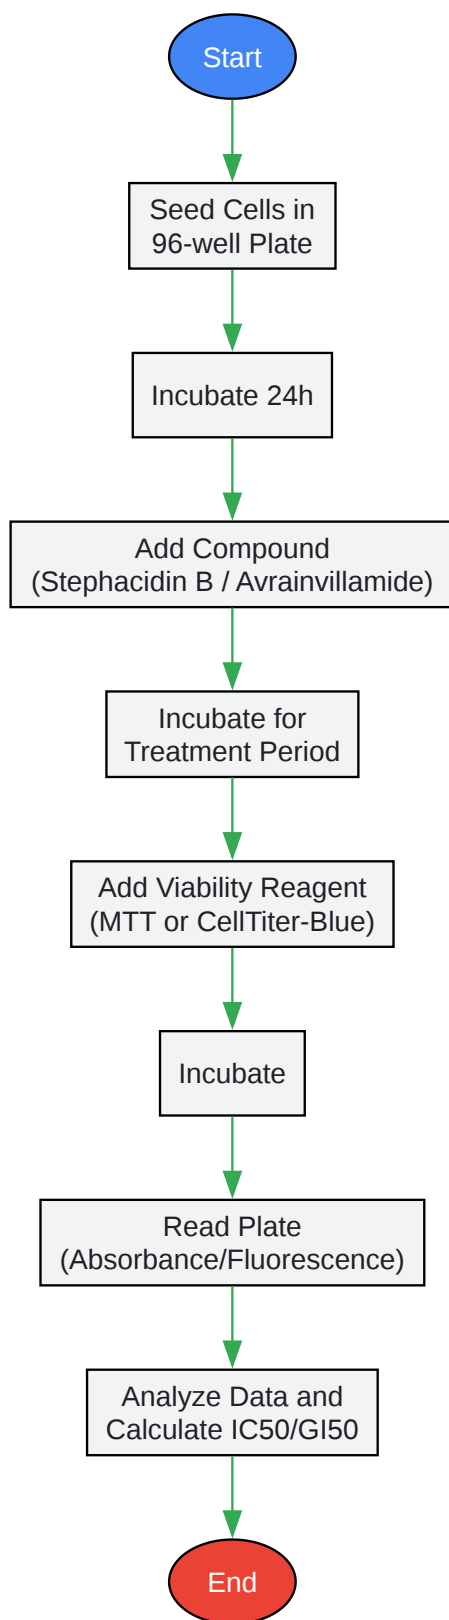 Start
Seed Cells in
96-well Plate
Incubate 24h
Add Compound
(Stephacidin B / Avrainvillamide)
Incubate for
Treatment Period
Add Viability Reagent
(MTT or CellTiter-Blue)
Incubate
Read Plate
(Absorbance/Fluorescence)
Analyze Data and
Calculate IC50/GI50
End